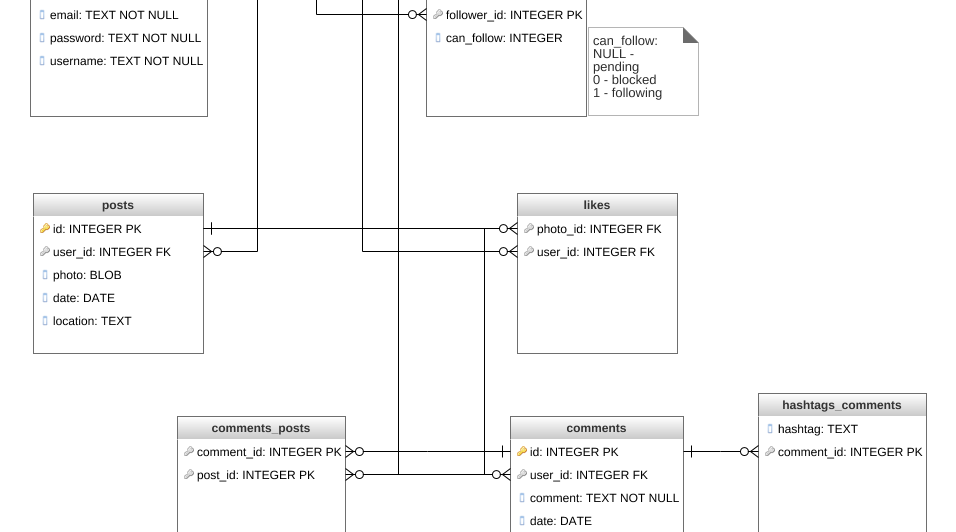 email: TEXT NOT NULL
password: TEXT NOT NULL
username: TEXT NOT NULL
follower_id: INTEGER PK
can_follow: INTEGER
can_follow:
NULL -
pending
0 - blocked
1 - following
posts
id: INTEGER PK
user_id: INTEGER FK
photo: BLOB
date: DATE
location: TEXT
likes
photo_id: INTEGER FK
user_id: INTEGER FK
comments_posts
comment_id: INTEGER PK
post_id: INTEGER PK
comments
id: INTEGER PK
user_id: INTEGER FK
comment: TEXT NOT NULL
date: DATE
hashtags_comments
hashtag: TEXT
comment_id: INTEGER PK